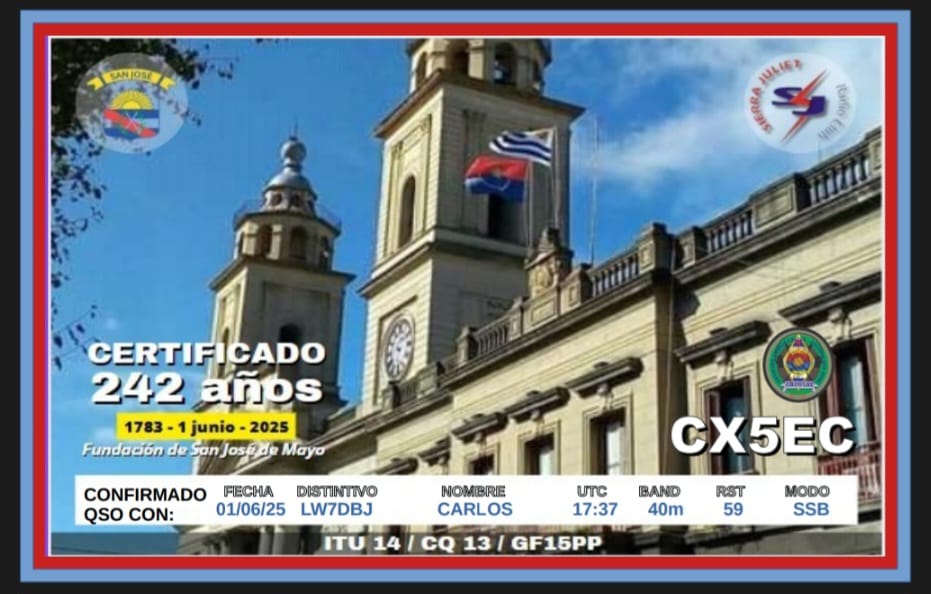 SAN JOSÉ
SIERRA JULIET
Radio Club
SJ
CERTIFICADO
242 años
1783 - 1 junio - 2025
Fundación de San José de Mayo
CX5EC
CONFIRMADO
QSO CON:
FECHA DISTINTIVO NOMBRE UTC BAND RST MODO
01/06/25 LW7DBJ CARLOS 17:37 40m 59 SSB
ITU 14 / CQ 13 / GF15PP